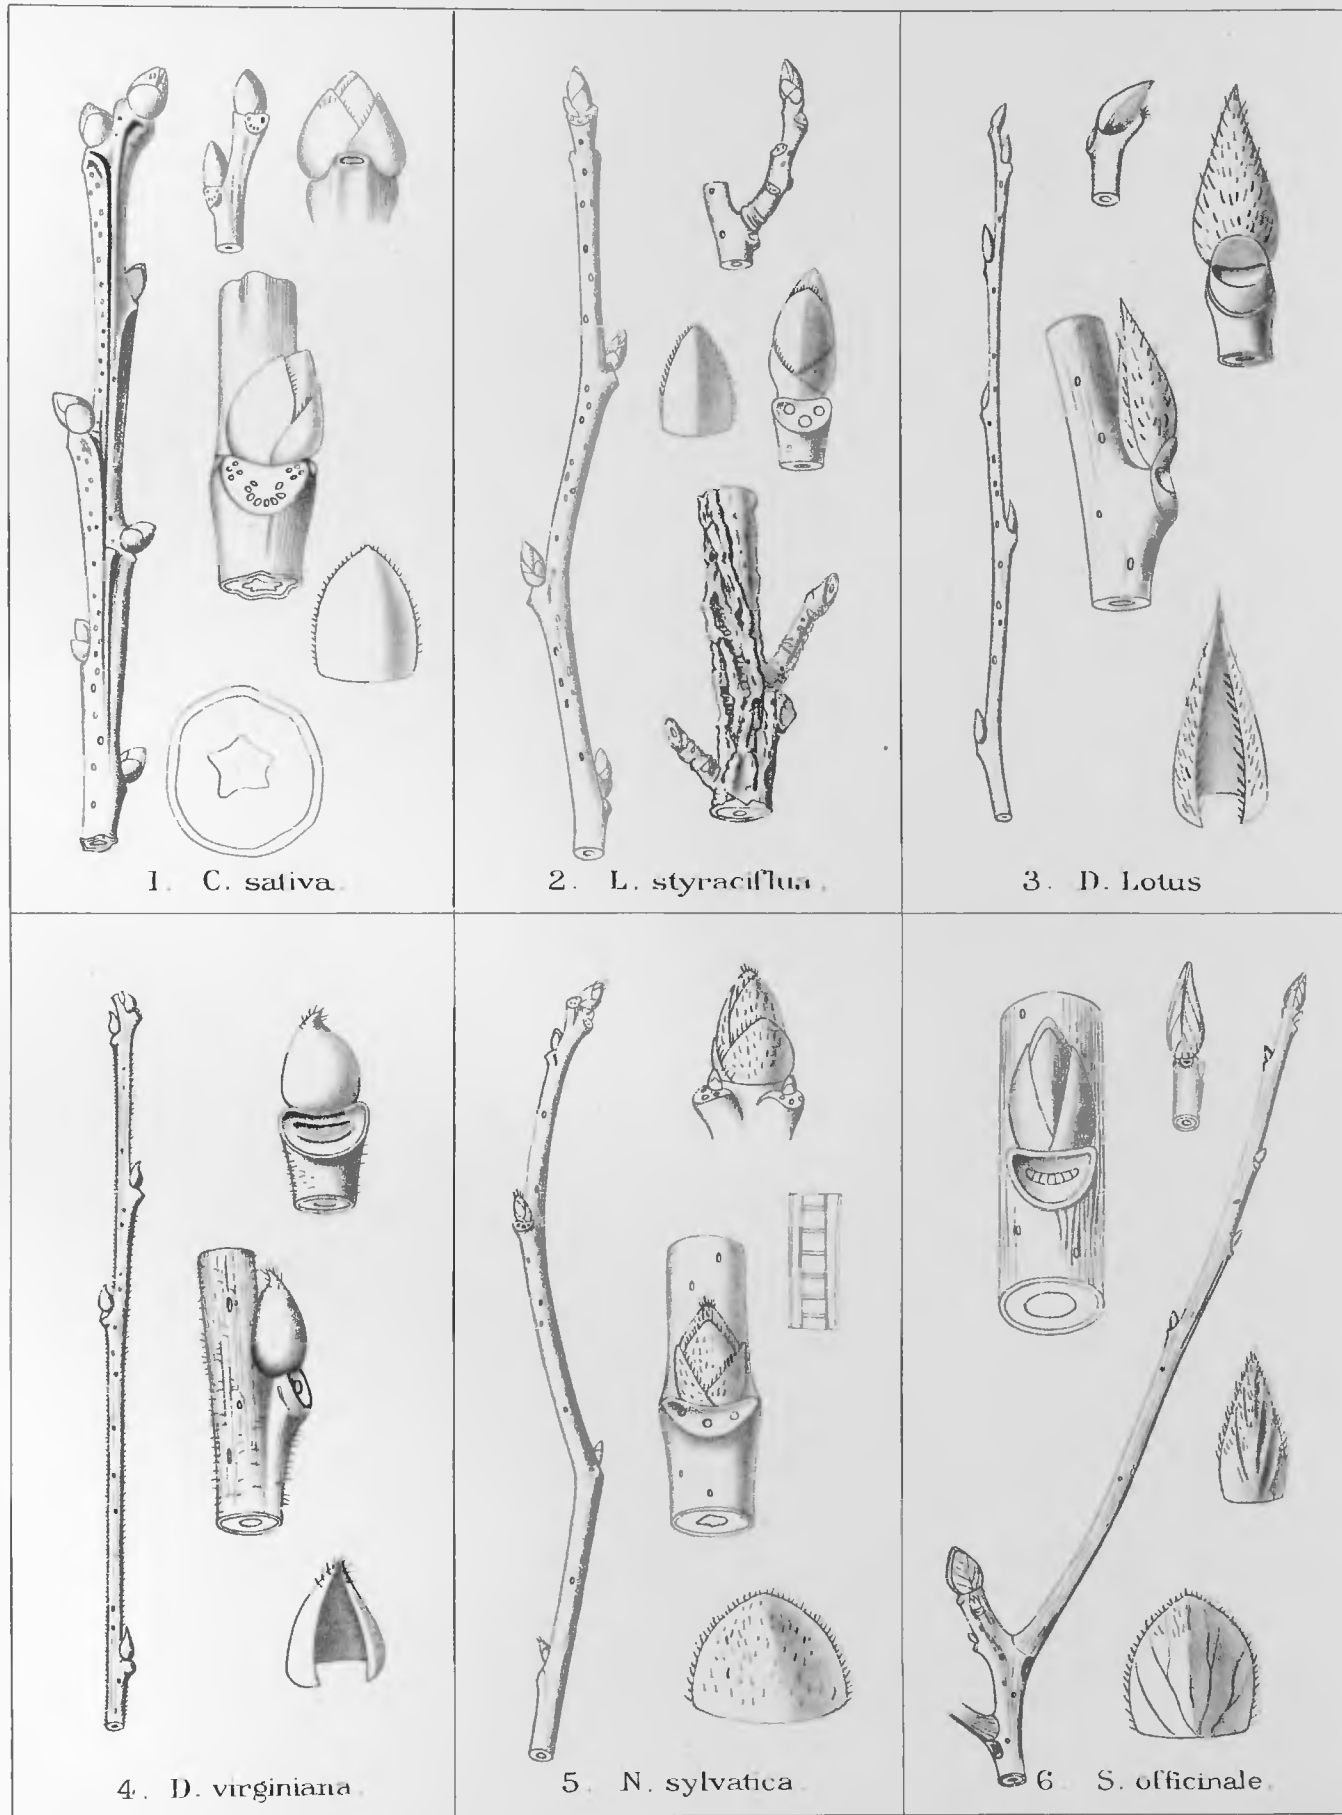 1. C. sativa
2. L. styraciflua.
3. D. Lotus
4. D. virginiana.
5. N. sylvatica
6 S. officinale.